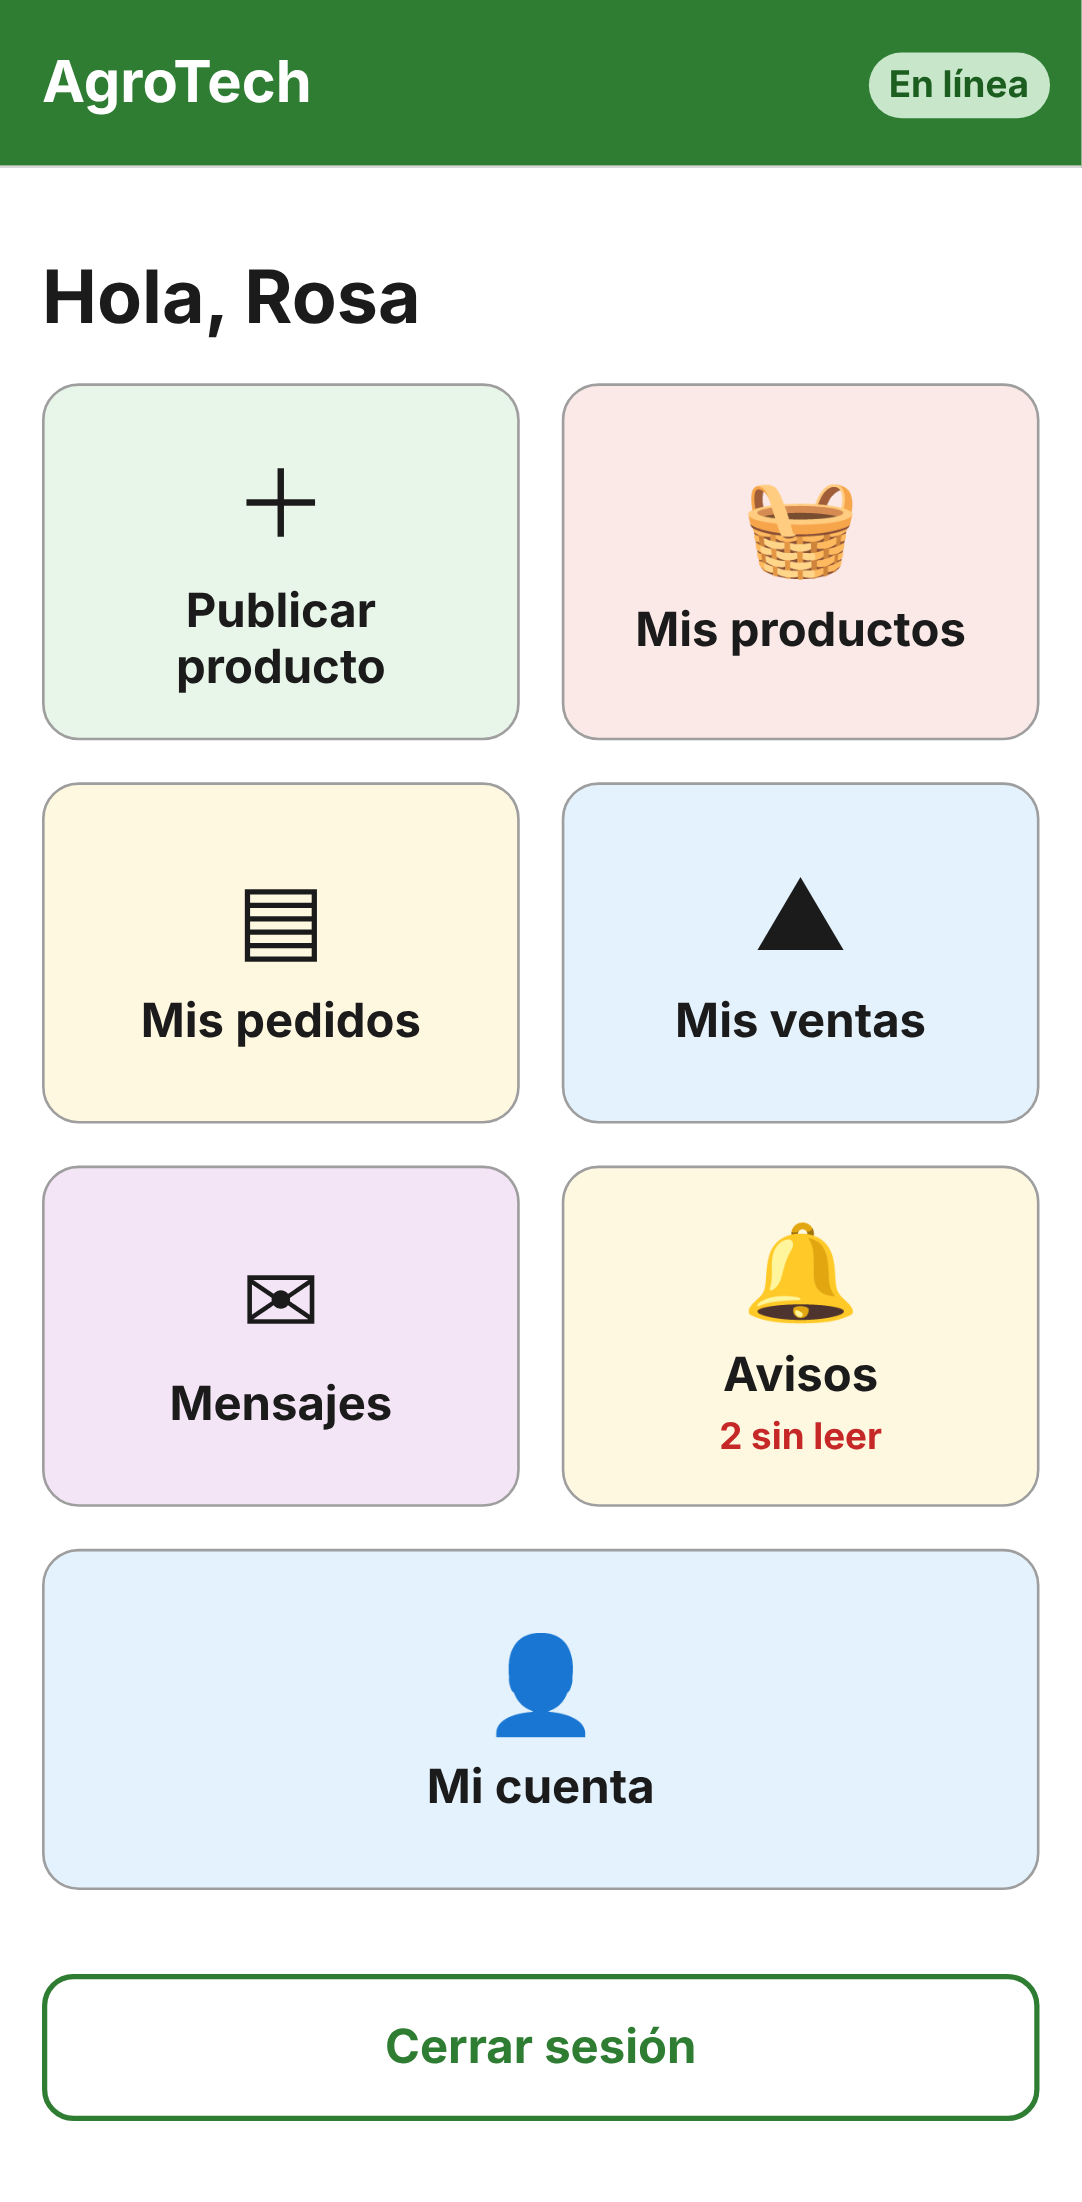 AgroTech
En línea
Hola, Rosa
Publicar
producto
Mis productos
Mis pedidos
Mis ventas
Mensajes
Avisos
2 sin leer
Mi cuenta
Cerrar sesión